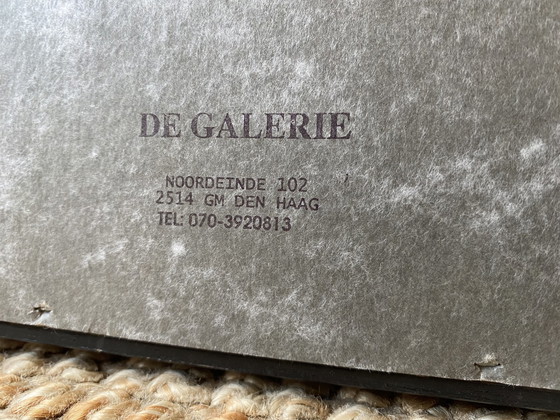 DE GALERIE
NOORDEINDE 102
2514 GM DEN HAAG
TEL: 070-3920813